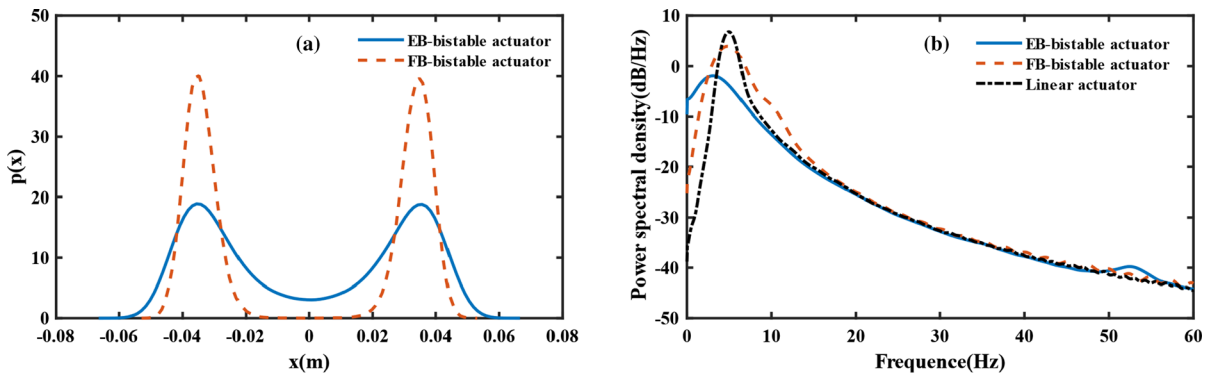 50
40
30
20
10
0
-0.08
-0.06
-0.04
-0.02
0
0.02
0.04
0.06
0.08
p(x)
x(m)
(a)
EB-bistable actuator
FB-bistable actuator
10
0
-10
-20
-30
-40
-50
0
10
20
30
40
50
60
Power spectral density(dB/Hz)
Frequence(Hz)
(b)
EB-bistable actuator
FB-bistable actuator
Linear actuator